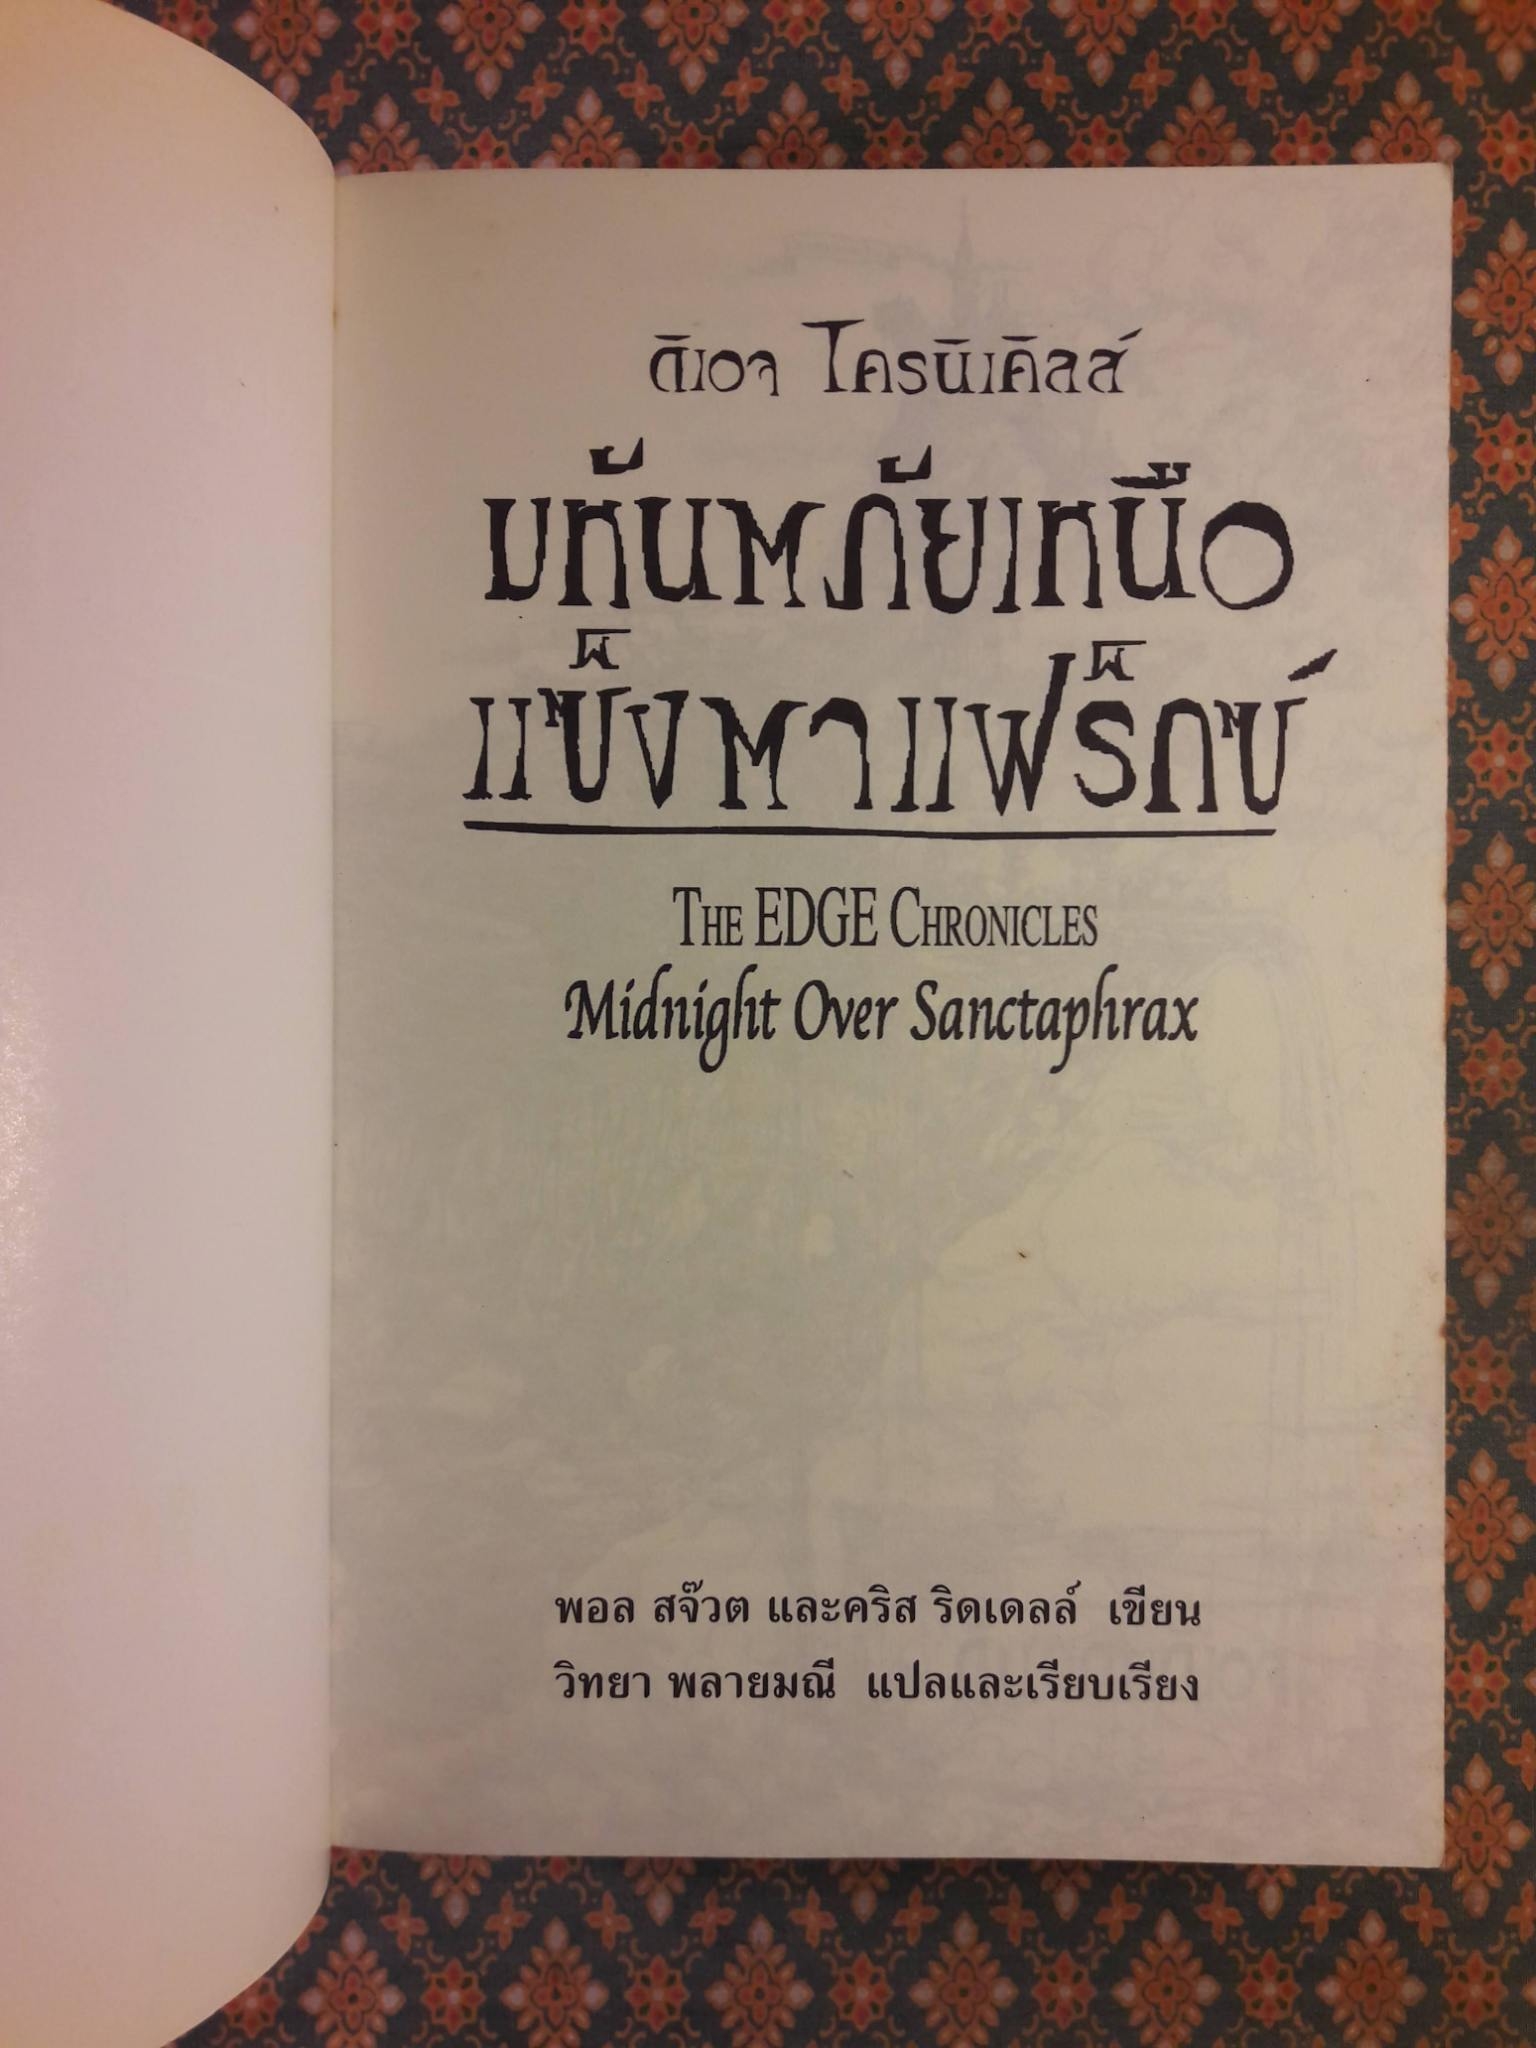 ดิเอจ โครนิเคิลส์
มหันตภัยเหนือ
แซ็งตาแฟร็กซ์
THE EDGE CHRONICLES
Midnight Over Sanctaphrax
พอล สจ๊วต และคริส ริดเดลล์ เขียน
วิทยา พลายมณี แปลและเรียบเรียง